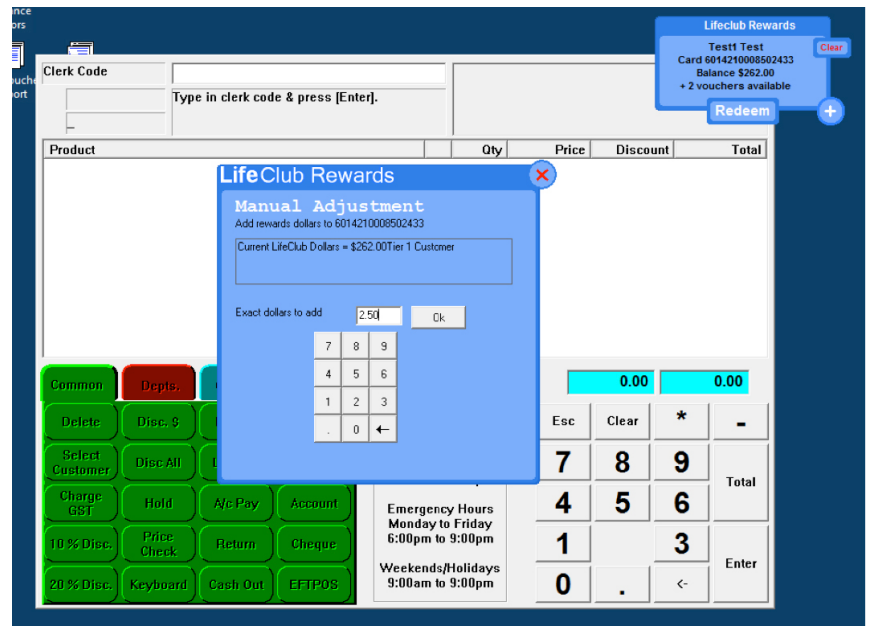 nce
ors
ouche
port
Lifeclub Rewards
Test1 Test
Card 6014210008502433
Balance $262.00
+ 2 vouchers available
Clear
Redeem
+
Clerk Code
Type in clerk code & press [Enter].
_
Product Qty Price Discount Total
LifeClub Rewards
Manual Adjustment
Add rewards dollars to 6014210008502433
Current LifeClub Dollars = $262.00Tier 1 Customer
Exact dollars to add 2.50 Ok
7 8 9
4 5 6
1 2 3
. 0 ←
Common Depts.
0.00 0.00
Delete Disc. $
Select Customer Disc All
Charge GST Hold A/c Pay Account
10 % Disc. Price Check Return Cheque
20 % Disc. Keyboard Cash Out EFTPOS
Emergency Hours
Monday to Friday
6:00pm to 9:00pm
Weekends/Holidays
9:00am to 9:00pm
Esc Clear * -
7 8 9 Total
4 5 6
1 3 Enter
0 . <-